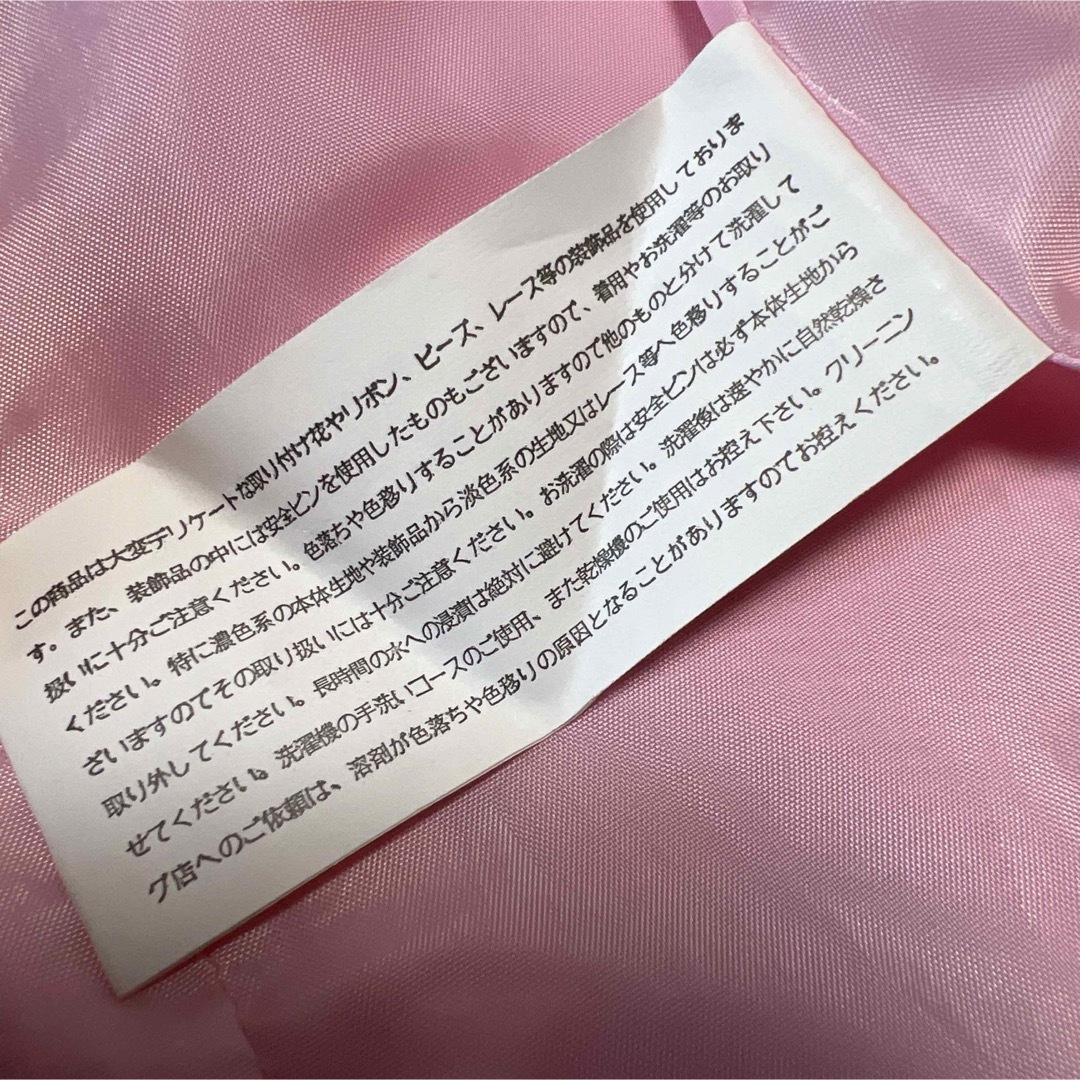 この商品は大変デリケートな取り付け花やリボン、ビーズ、レース等の装飾品を使用しておりま
す。また、装飾品の中には安全ピンを使用したものもございますので、着用やお洗濯等のお取り
扱いに十分ご注意ください。色落ちや色移りすることがありますので他のものと分けて洗濯して
ください。特に濃色系の本体生地や装飾品から淡色系の生地又はレース等へ色移りすることがご
ざいますのでその取り扱いには十分ご注意ください。お洗濯の際は安全ピンは必ず本体生地から
取り外してください。長時間の水への浸漬は絶対に避けてください。洗濯後は速やかに自然乾燥さ
せてください。洗濯機の手洗いコースのご使用、また乾燥機のご使用はお控え下さい。クリーニン
グ店へのご依頼は、溶剤が色落ちや色移りの原因となることがありますのでお控えください。